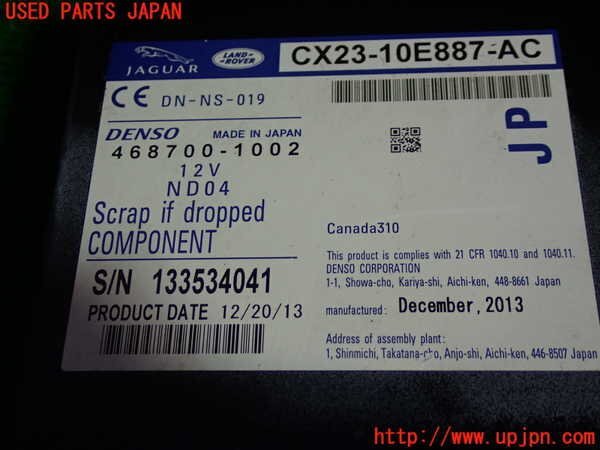 USED PARTS JAPAN
JAGUAR
LAND-
ROVER
CX23-10E887-AC
CE DN-NS-019
DENSO MADE IN JAPAN
468700-1002
12V
ND04
Scrap if dropped
COMPONENT
S/N 133534041
PRODUCT DATE 12/20/13
JP
Canada310
This product is complies with 21 CFR 1040.10 and 1040.11.
DENSO CORPORATION
1-1, Showa-cho, Kariya-shi, Aichi-ken, 448-8661 Japan
manufactured: December, 2013
Address of assembly plant:
1, Shinmichi, Takatana-cho, Anjo-shi, Aichi-ken, 446-8507 Japan
http://www.upjpn.com/